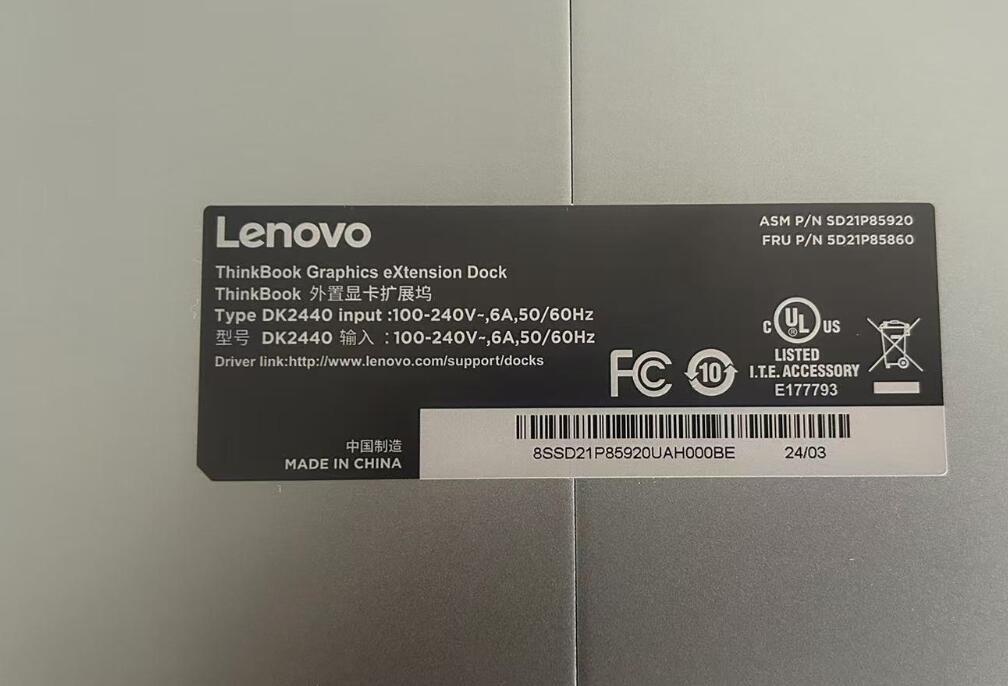 Lenovo
ASM P/N SD21P85920
FRU P/N 5D21P85860
ThinkBook Graphics eXtension Dock
ThinkBook 外置显卡扩展坞
Type DK2440 input :100-240V~,6A,50/60Hz
型号 DK2440 输入 :100-240V~,6A,50/60Hz
Driver link:http://www.lenovo.com/support/docks
FC
10
C UL US
LISTED
I.T.E. ACCESSORY
E177793
中国制造
MADE IN CHINA
8SSD21P85920UAH000BE 24/03